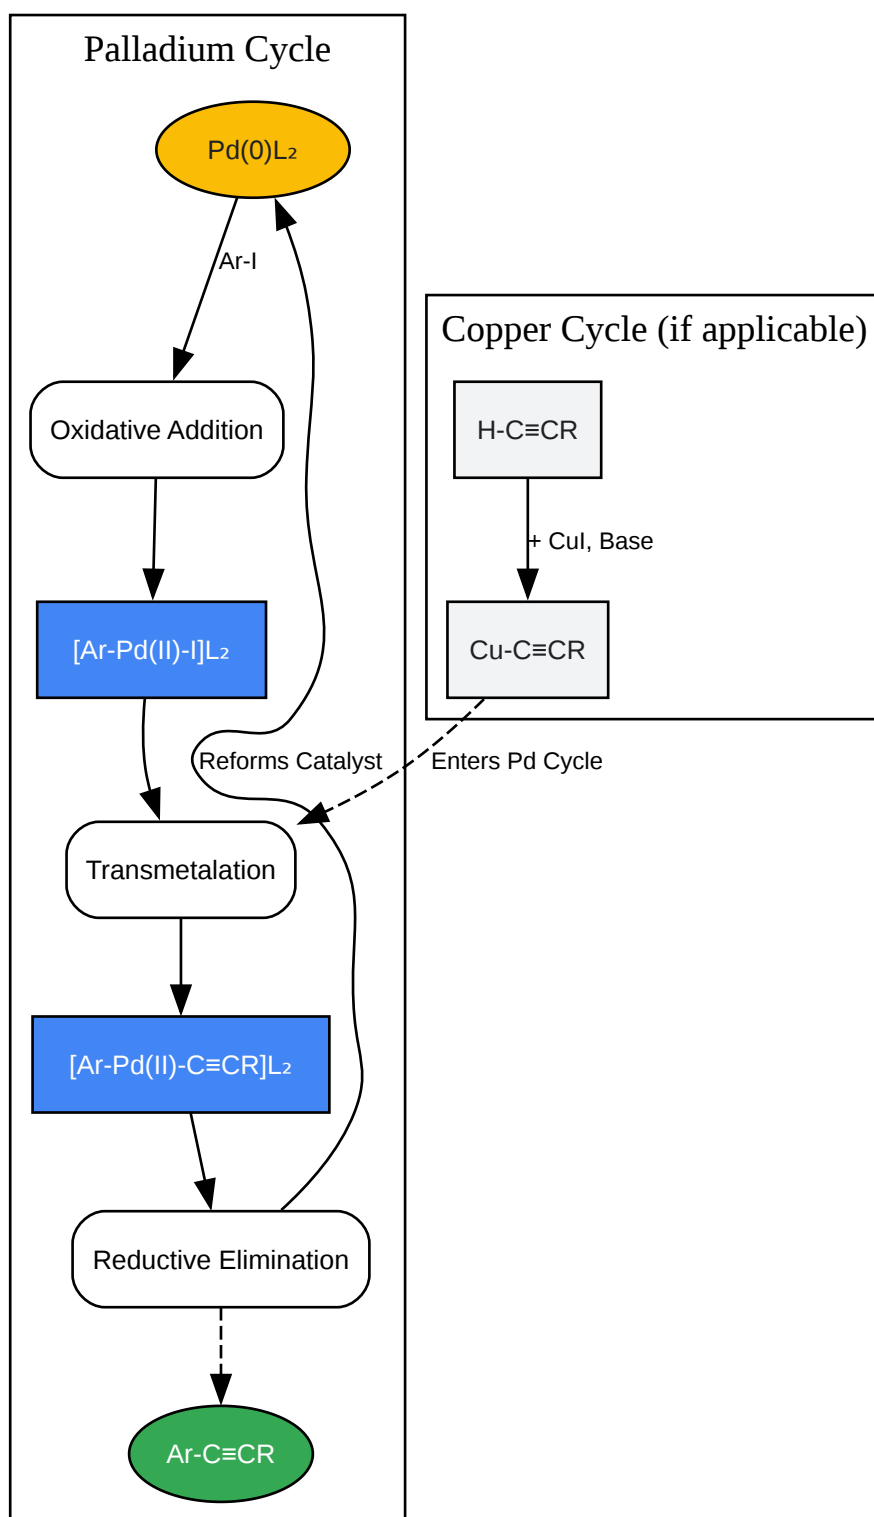 Palladium Cycle
Pd(0)L₂
Ar-I
Copper Cycle (if applicable)
Oxidative Addition
H-C≡CR
+ CuI, Base
[Ar-Pd(II)-I]L₂
Cu-C≡CR
Reforms Catalyst
Enters Pd Cycle
Transmetalation
[Ar-Pd(II)-C≡CR]L₂
Reductive Elimination
Ar-C≡CR